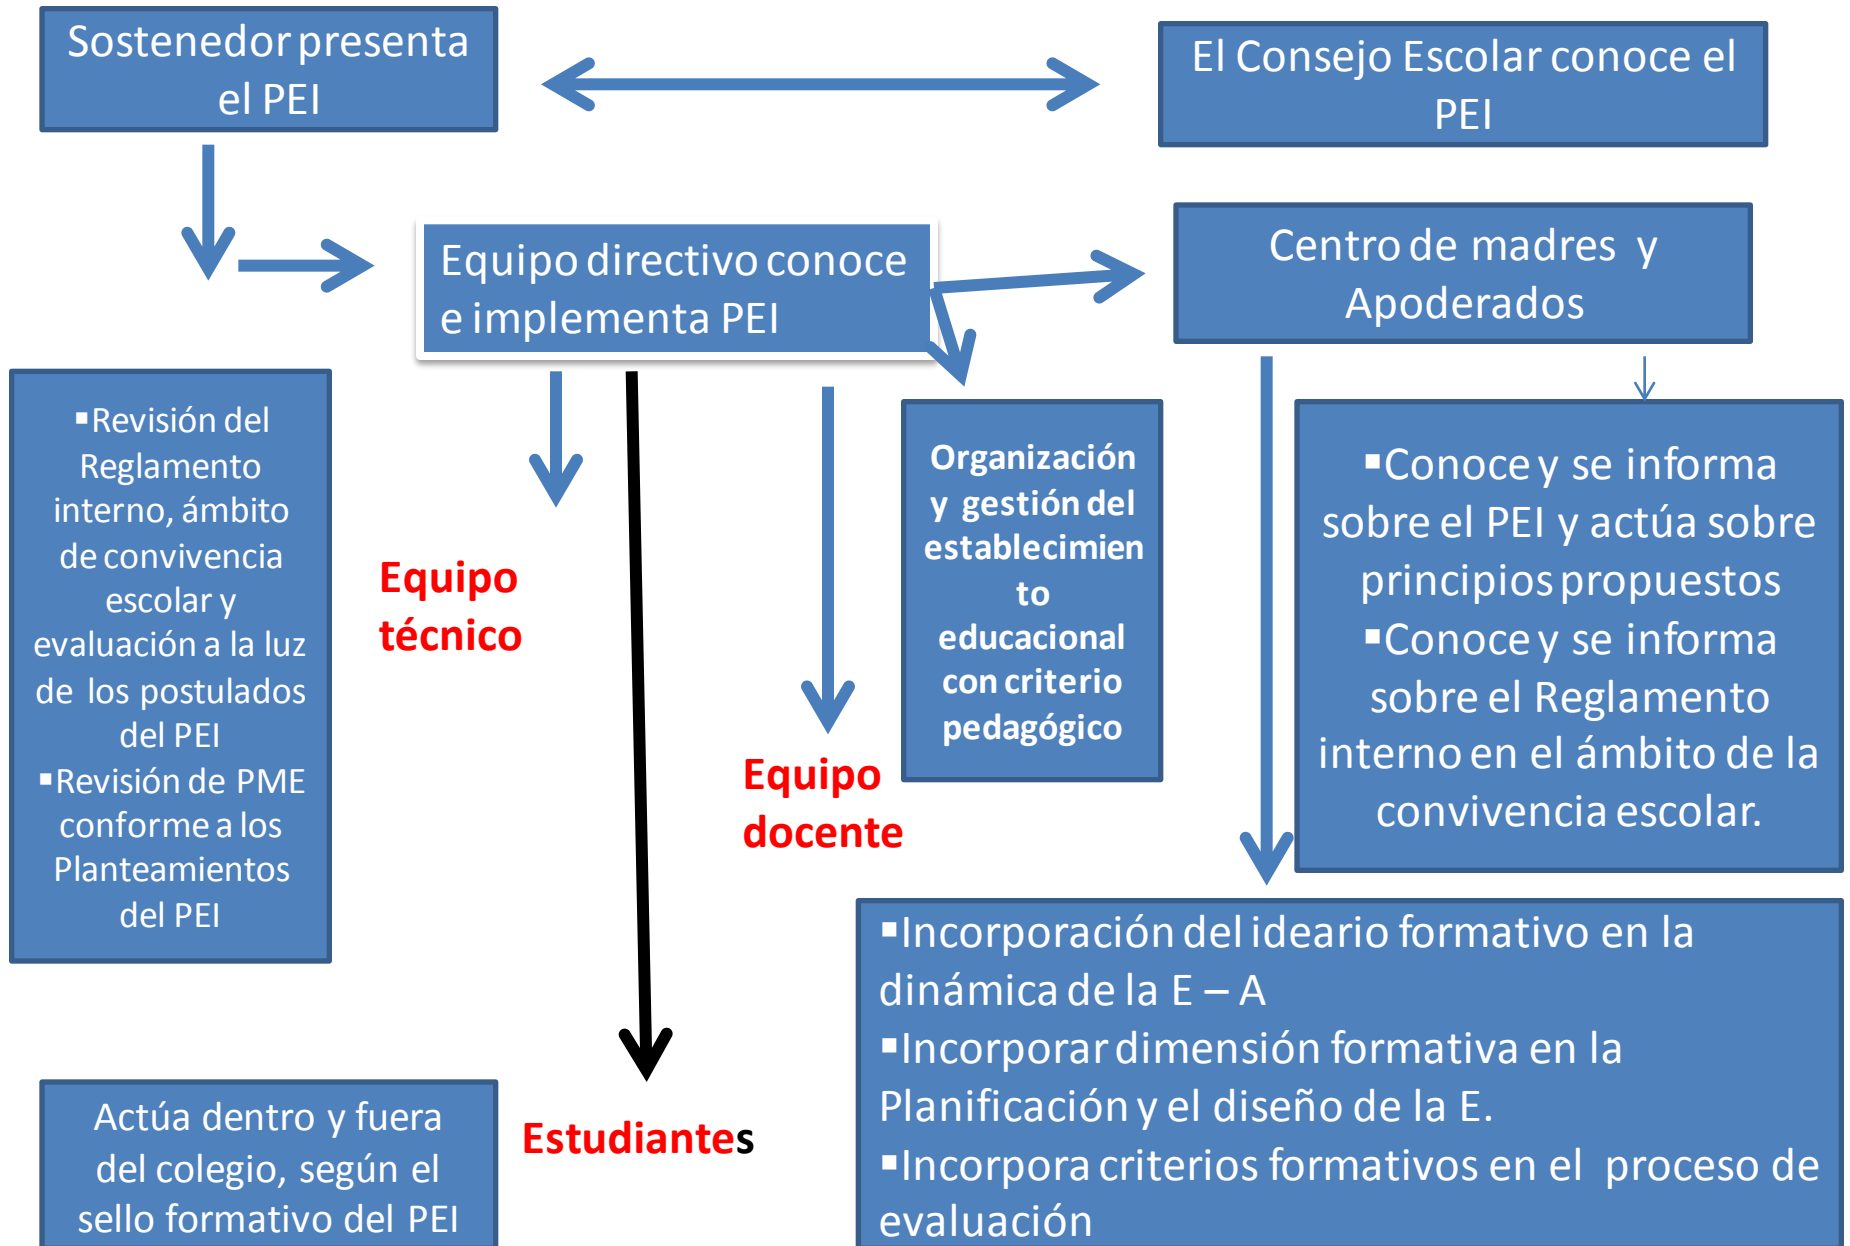 Sostenedor presenta
el PEI
El Consejo Escolar conoce el
PEI
Equipo directivo conoce
e implementa PEI
Centro de madres y
Apoderados
▪Revisión del
Reglamento
interno, ámbito
de convivencia
escolar y
evaluación a la luz
de los postulados
del PEI
▪Revisión de PME
conforme a los
Planteamientos
del PEI
Equipo
técnico
Equipo
docente
Organización
y gestión del
establecimien
to
educacional
con criterio
pedagógico
▪Conoce y se informa
sobre el PEI y actúa sobre
principios propuestos
▪Conoce y se informa
sobre el Reglamento
interno en el ámbito de la
convivencia escolar.
Actúa dentro y fuera
del colegio, según el
sello formativo del PEI
Estudiantes
▪Incorporación del ideario formativo en la
dinámica de la E – A
▪Incorporar dimensión formativa en la
Planificación y el diseño de la E.
▪Incorpora criterios formativos en el proceso de
evaluación